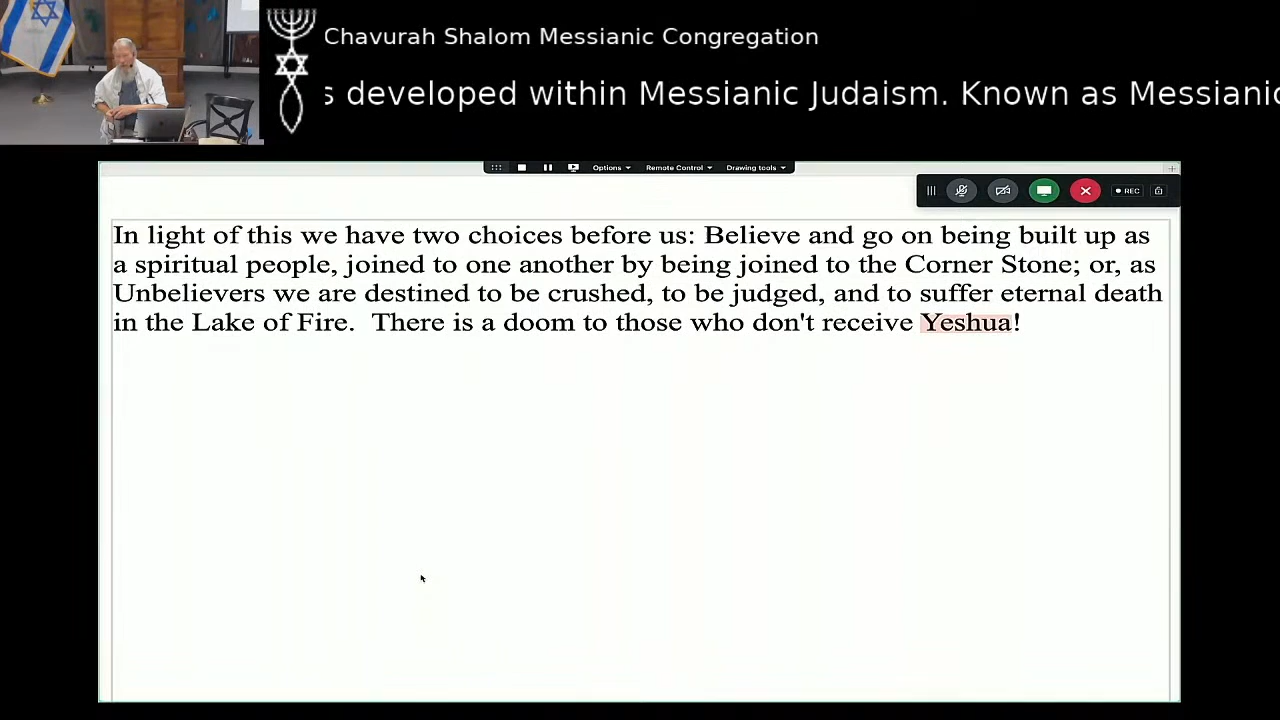 Chavurah Shalom Messianic Congregation
s developed within Messianic Judaism. Known as Messianic
Options
Remote Control
Drawing tools
REC
In light of this we have two choices before us: Believe and go on being built up as
a spiritual people, joined to one another by being joined to the Corner Stone; or, as
Unbelievers we are destined to be crushed, to be judged, and to suffer eternal death
in the Lake of Fire.  There is a doom to those who don't receive Yeshua!